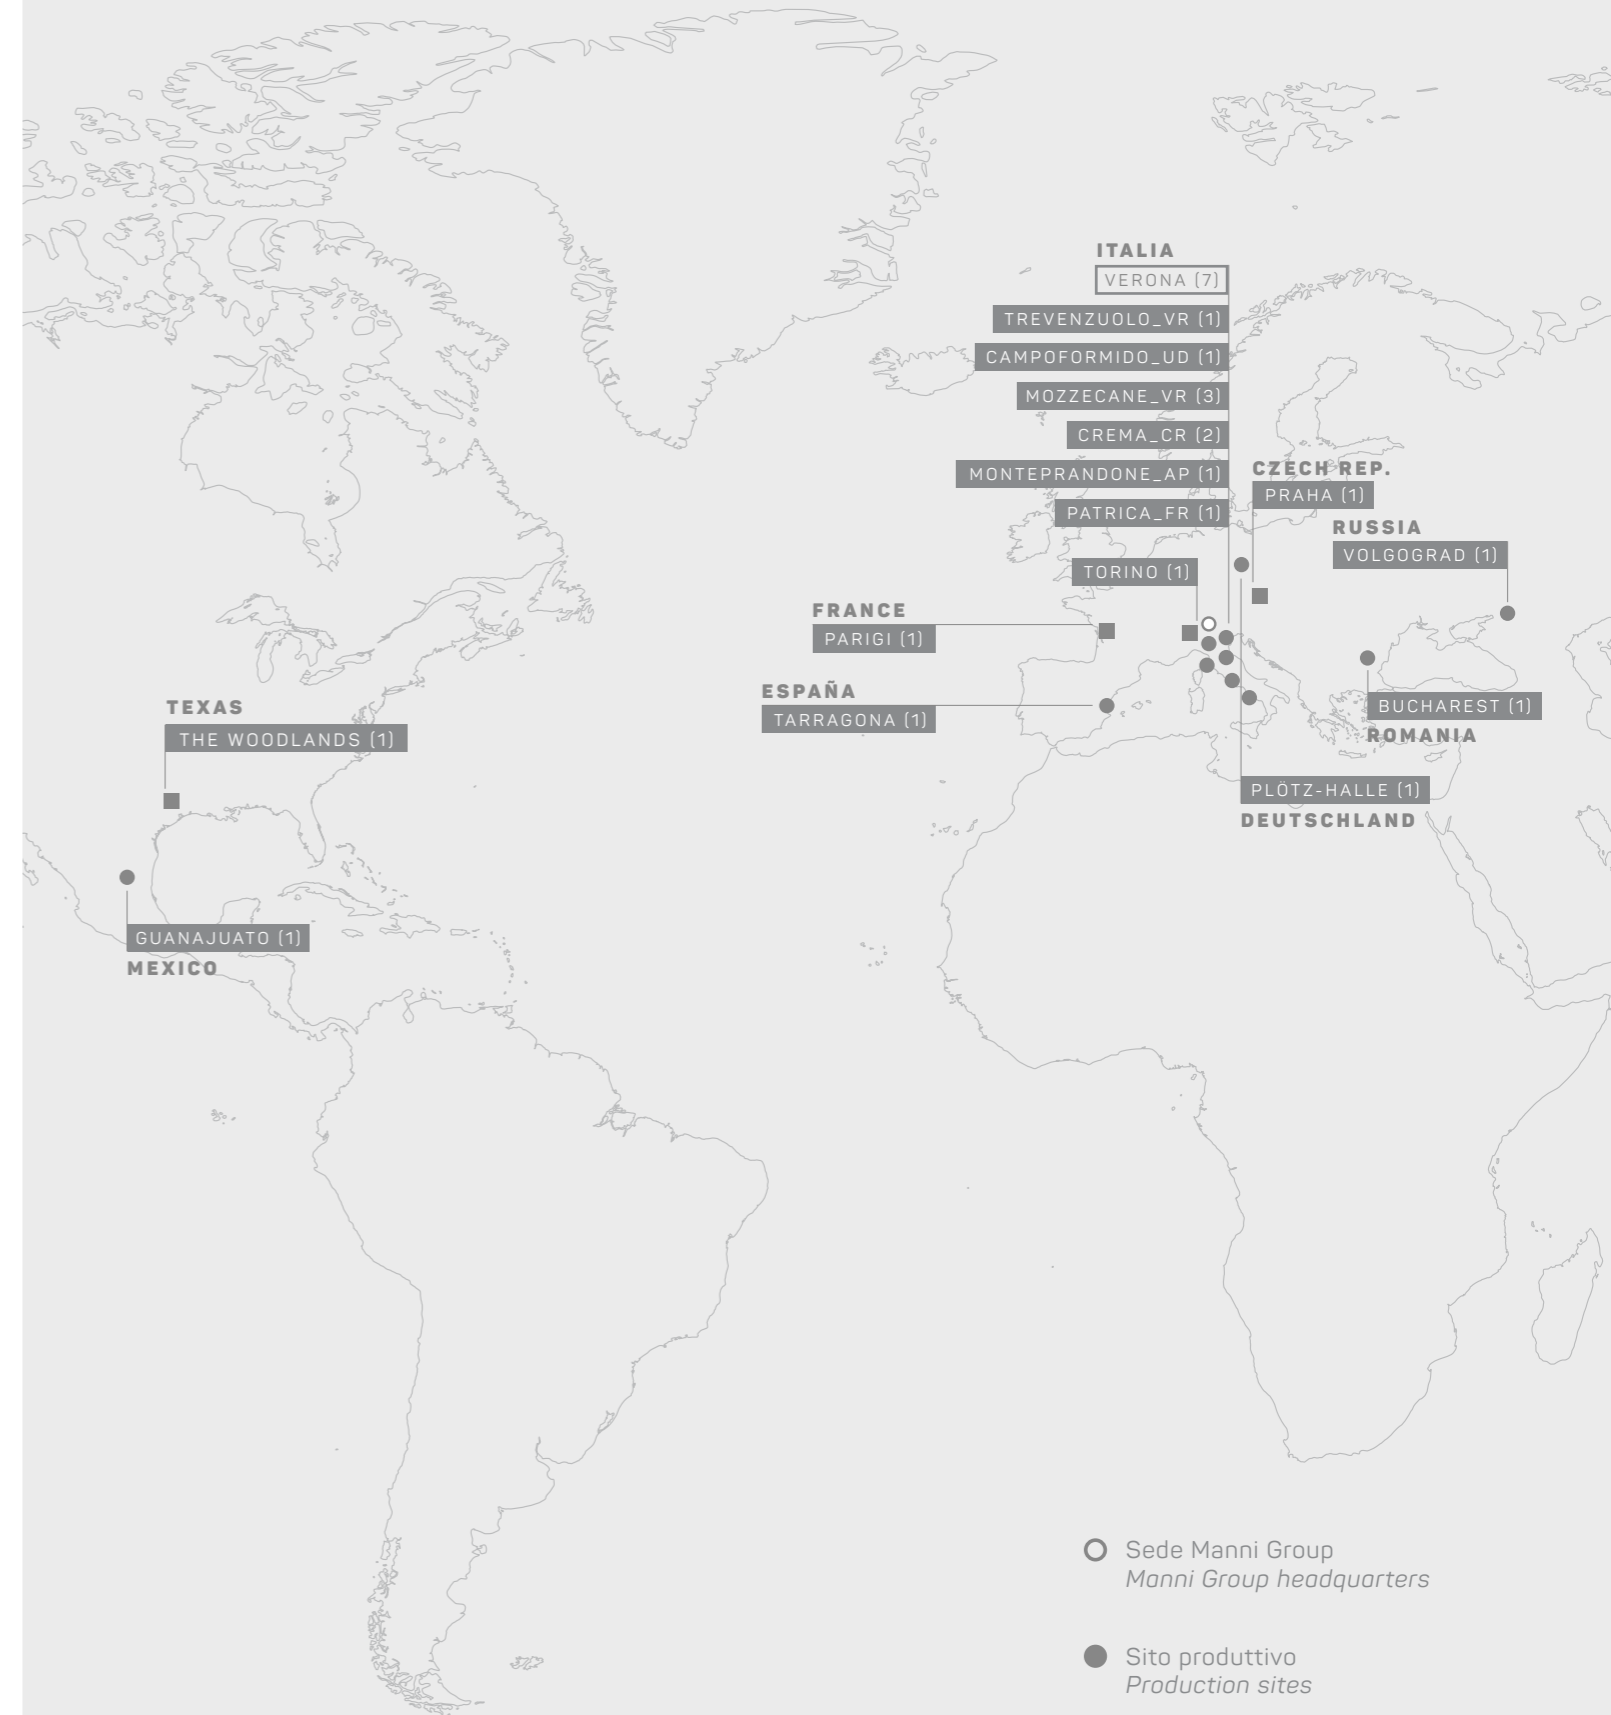 ITALIA
VERONA (7)
TREVENZUOLO_VR (1)
CAMPOFORMIDO_UD (1)
MOZZECANE_VR (3)
CREMA_CR (2)
MONTEPRANDONE_AP (1)
PATRICA_FR (1)
TORINO (1)
CZECH REP.
PRAHA (1)
RUSSIA
VOLGOGRAD (1)
FRANCE
PARIGI (1)
ESPAÑA
TARRAGONA (1)
BUCHAREST (1)
ROMANIA
PLÖTZ-HALLE (1)
DEUTSCHLAND
TEXAS
THE WOODLANDS (1)
GUANAJUATO (1)
MEXICO
Sede Manni Group
Manni Group headquarters
Sito produttivo
Production sites